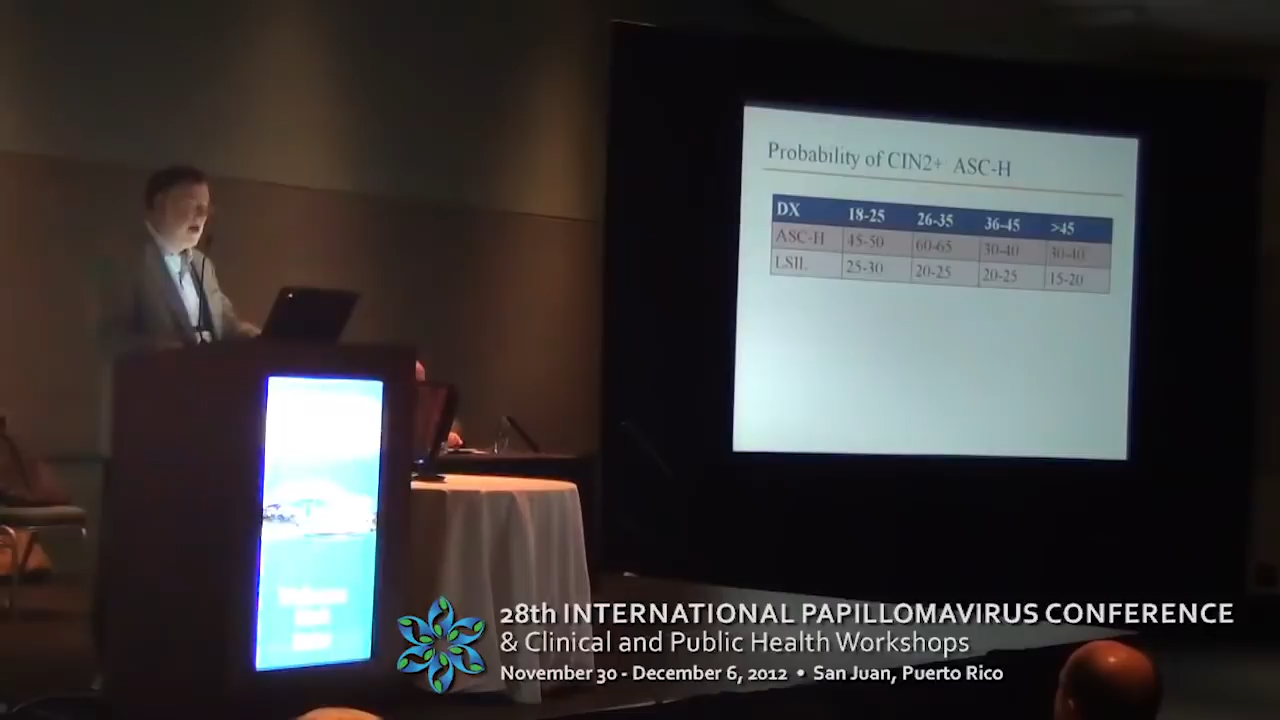 Probability of CIN2+ ASC-H
DX 18-25 26-35 36-45 >45
ASC-H 45-50 60-65 30-40 30-40
LSIL 25-30 20-25 20-25 15-20
28th INTERNATIONAL PAPILLOMAVIRUS CONFERENCE
& Clinical and Public Health Workshops
November 30 - December 6, 2012 • San Juan, Puerto Rico